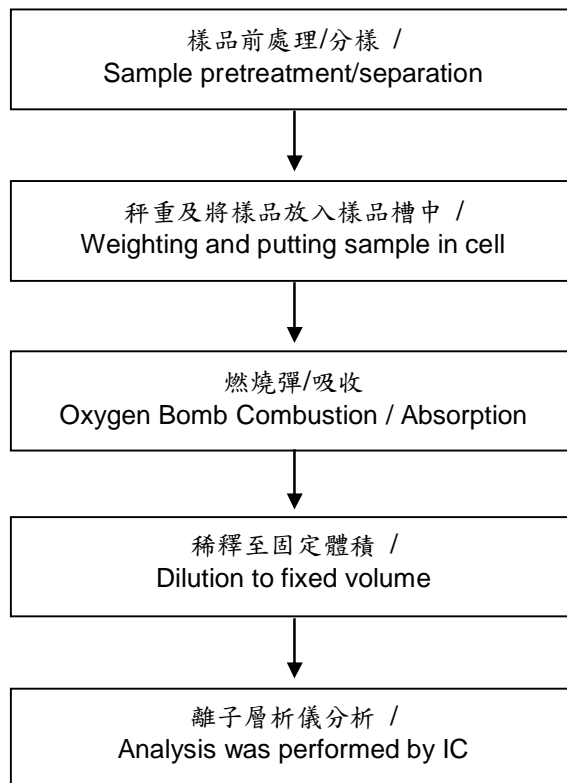 樣品前處理/分樣 /
Sample pretreatment/separation
秤重及將樣品放入樣品槽中 /
Weighting and putting sample in cell
燃燒彈/吸收
Oxygen Bomb Combustion / Absorption
稀釋至固定體積 /
Dilution to fixed volume
離子層析儀分析 /
Analysis was performed by IC